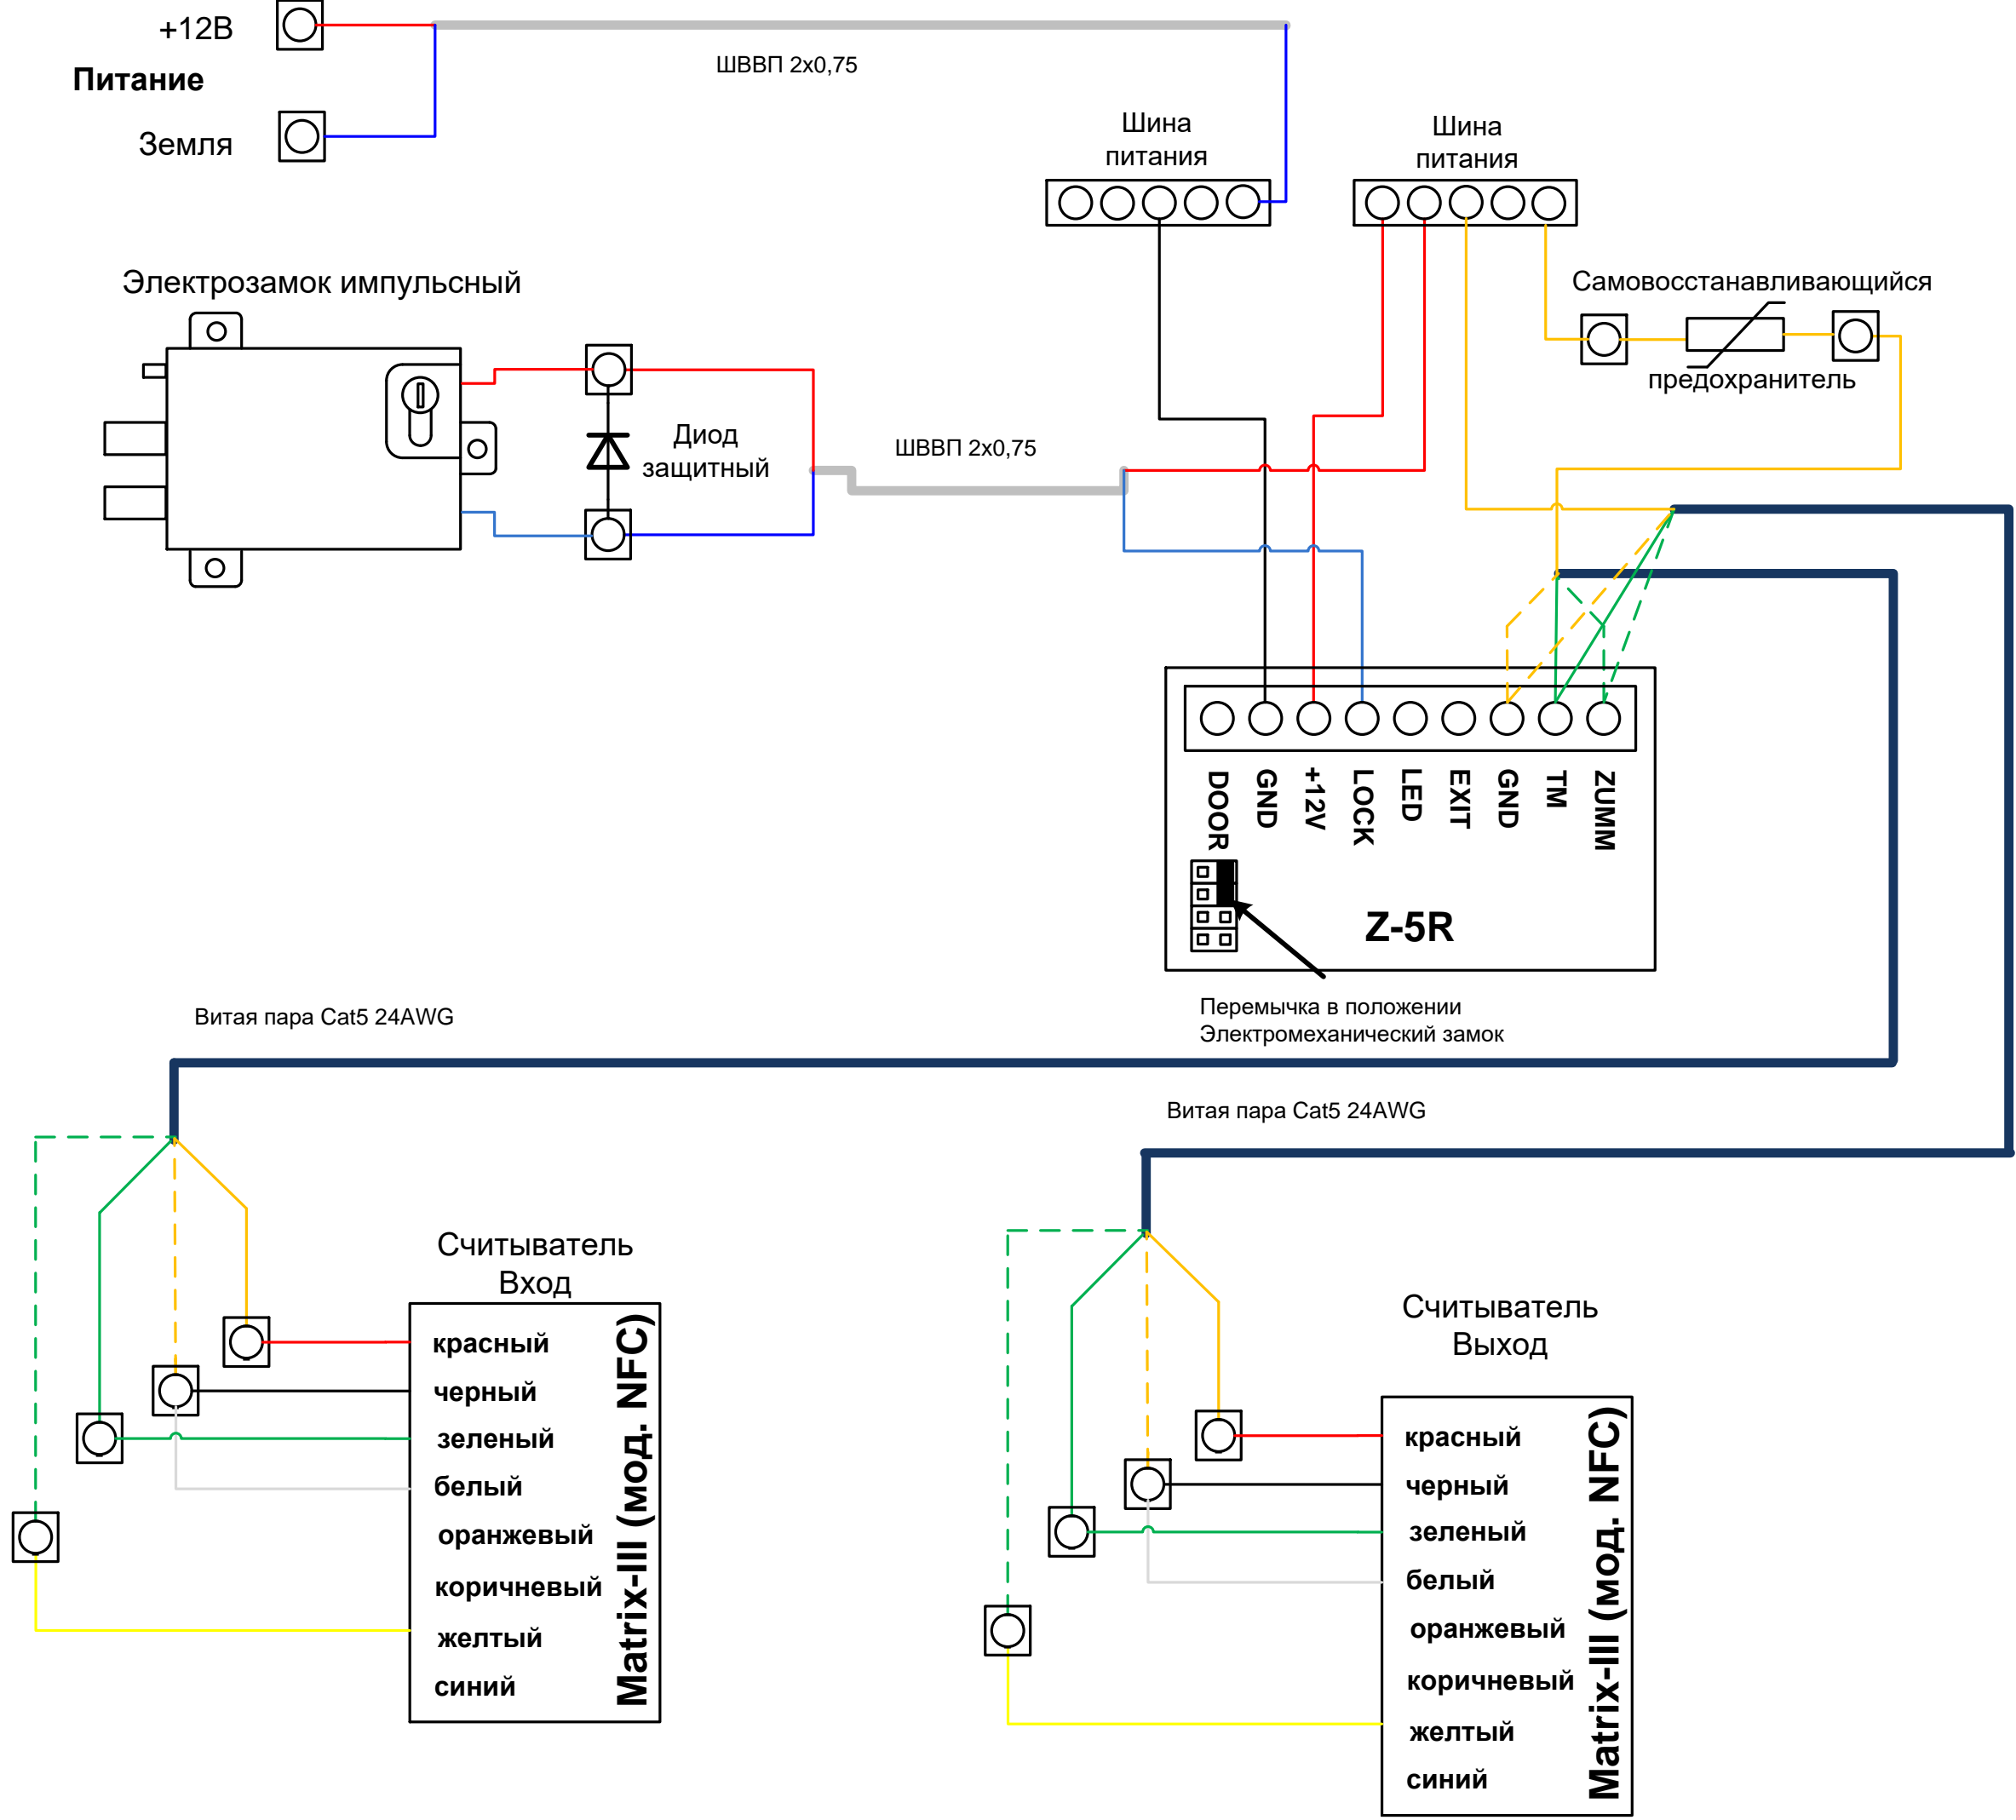 +12В
Питание
Земля
ШВВП 2х0,75
Шина
питания
Шина
питания
Электрозамок импульсный
Самовосстанавливающийся
предохранитель
Диод
защитный
ШВВП 2х0,75
DOOR
GND
+12V
LOCK
LED
EXIT
GND
TM
ZUMM
Z-5R
Перемычка в положении
Электромеханический замок
Витая пара Cat5 24AWG
Витая пара Cat5 24AWG
Считыватель
Вход
красный
черный
зеленый
белый
оранжевый
коричневый
желтый
синий
Matrix-III (мод. NFC)
Считыватель
Выход
красный
черный
зеленый
белый
оранжевый
коричневый
желтый
синий
Matrix-III (мод. NFC)